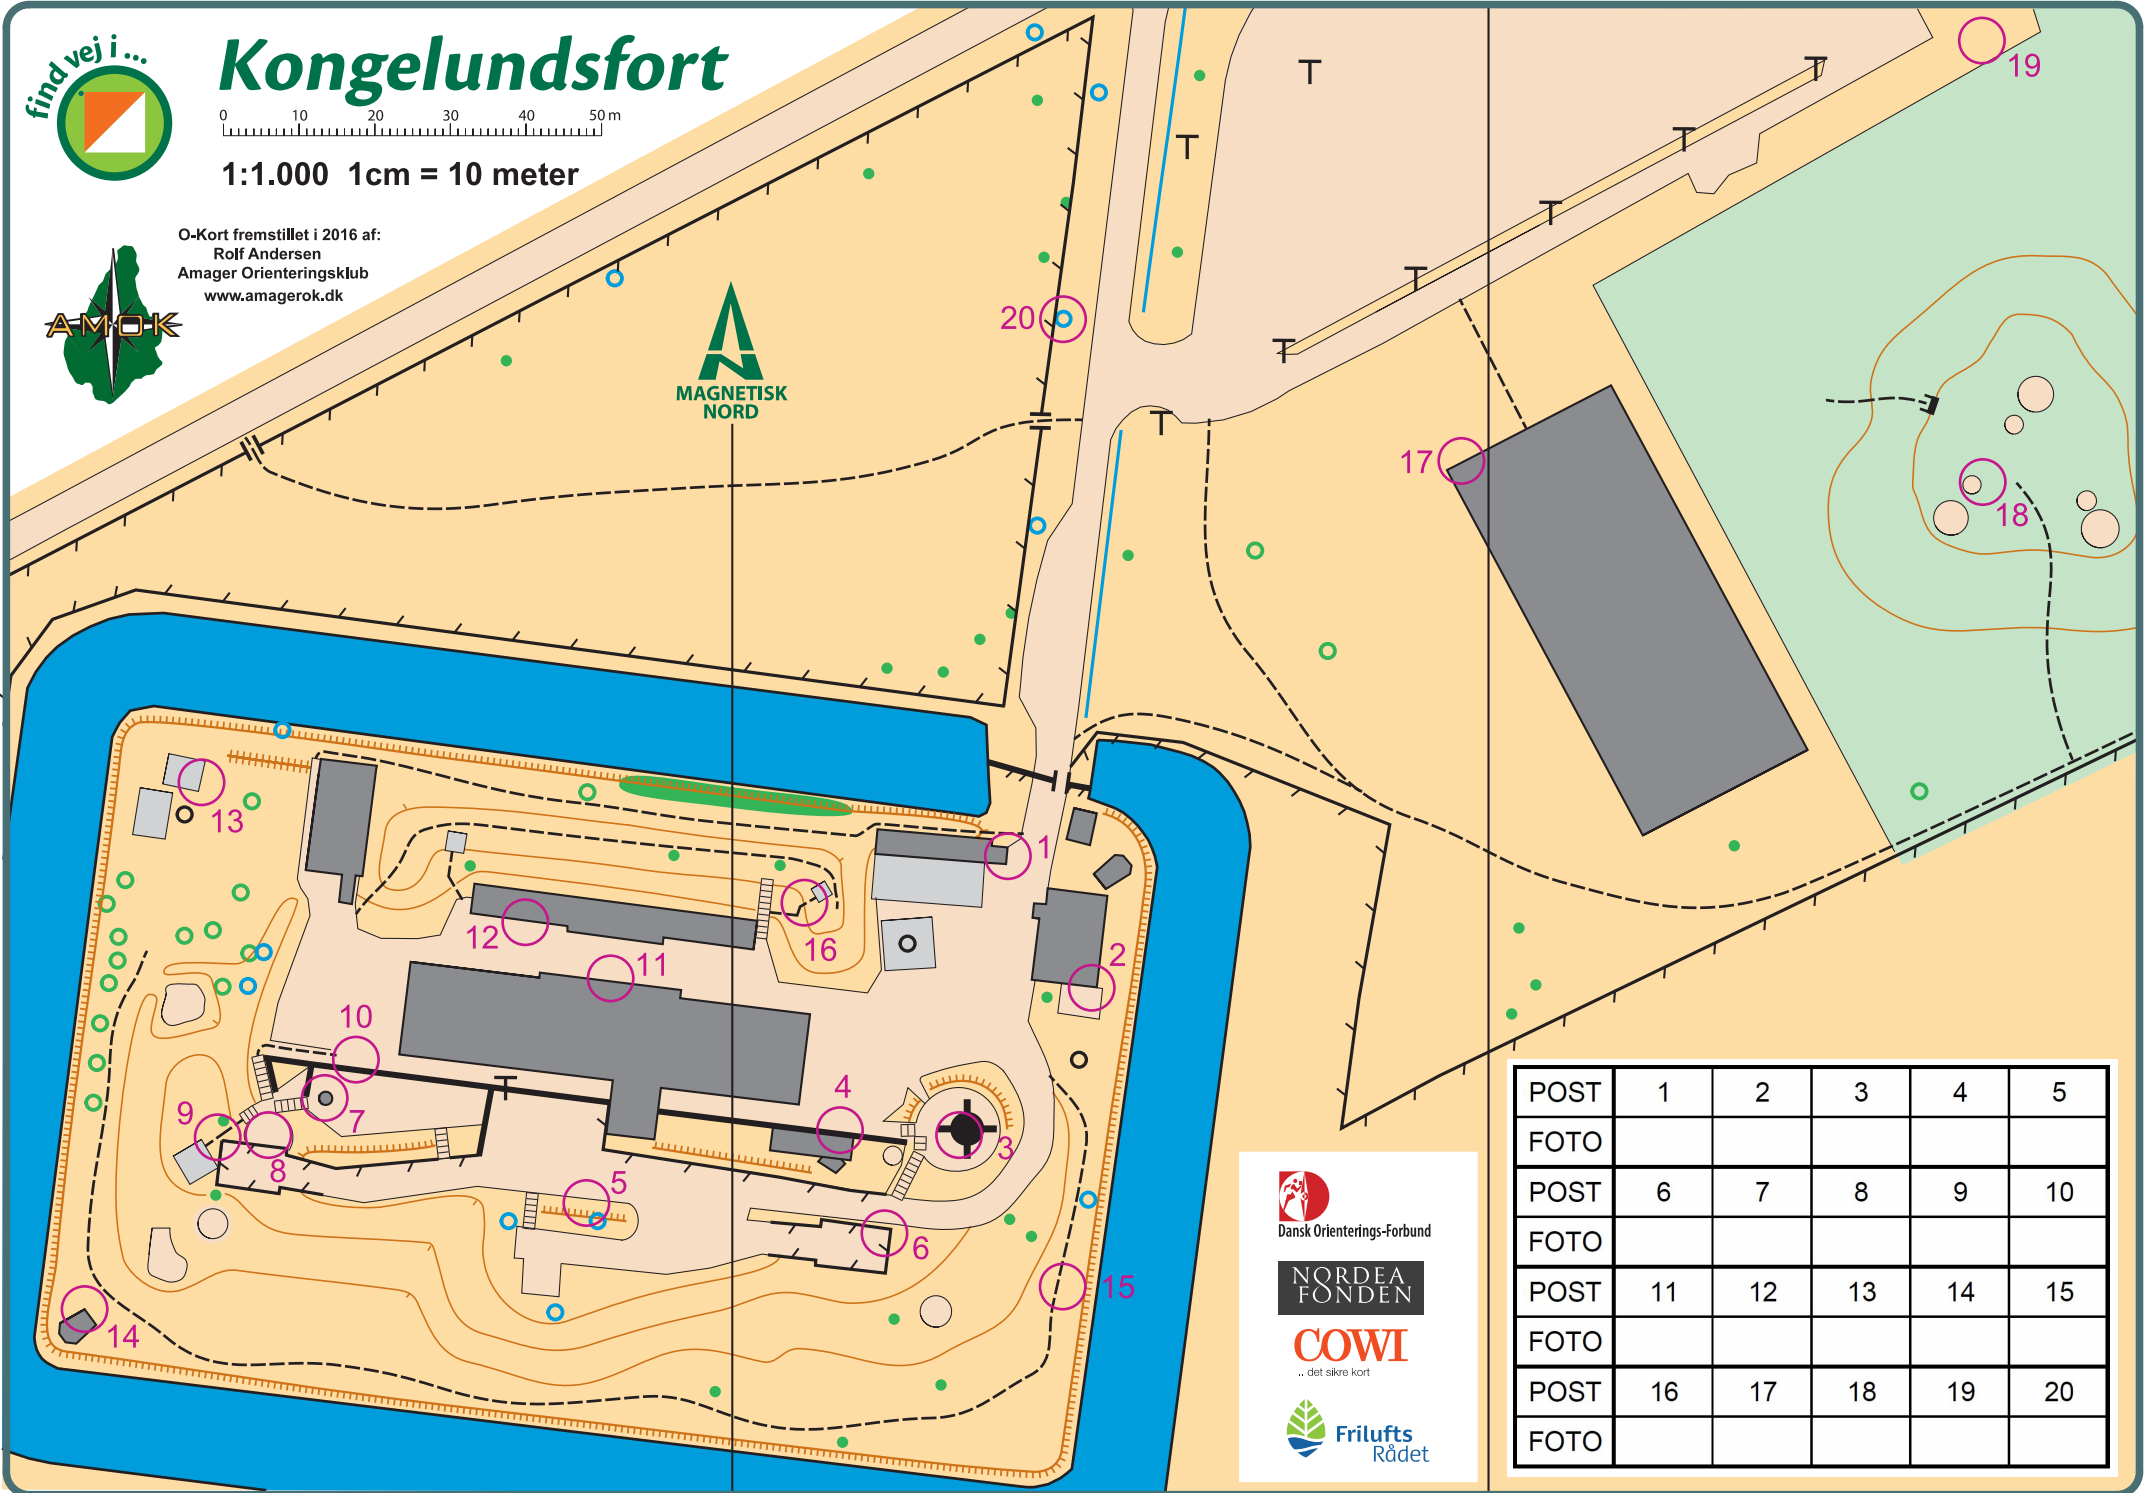 find vej i ...
Kongelundsfort
0 10 20 30 40 50 m
1:1.000 1cm = 10 meter
O-Kort fremstillet i 2016 af:
Rolf Andersen
Amager Orienteringsklub
www.amagerok.dk
AMOK
MAGNETISK
NORD
19
20
17
18
13
1
12
16
11
2
10
4
9
7
3
8
5
6
15
14
T
T
T
T
T
T
T
T
T
T
Dansk Orienterings-Forbund
NORDEA
FONDEN
COWI
.. det sikre kort
Frilufts
Rådet
POST 1 2 3 4 5
FOTO
POST 6 7 8 9 10
FOTO
POST 11 12 13 14 15
FOTO
POST 16 17 18 19 20
FOTO